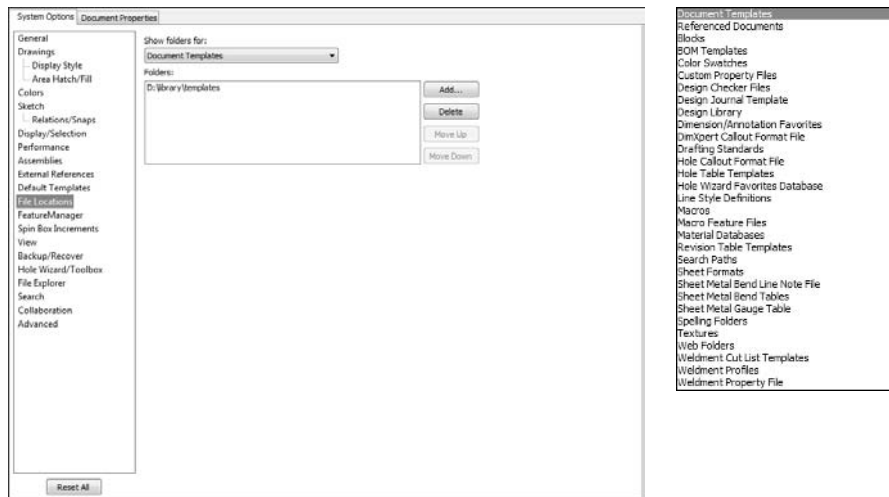 System Options
Document Properties
General
Drawings
Display Style
Area Hatch/Fill
Colors
Sketch
Relations/Snaps
Display/Selection
Performance
Assemblies
External References
Default Templates
File Locations
FeatureManager
Spin Box Increments
View
Backup/Recover
Hole Wizard/Toolbox
File Explorer
Search
Collaboration
Advanced
Reset All
Show folders for:
Document Templates
Folders:
D:\library\templates
Add...
Delete
Move Up
Move Down
Document Templates
Referenced Documents
Blocks
BOM Templates
Color Swatches
Custom Property Files
Design Checker Files
Design Journal Template
Design Library
Dimension/Annotation Favorites
DimXpert Callout Format File
Drafting Standards
Hole Callout Format File
Hole Table Templates
Hole Wizard Favorites Database
Line Style Definitions
Macros
Macro Feature Files
Material Databases
Revision Table Templates
Search Paths
Sheet Formats
Sheet Metal Bend Line Note File
Sheet Metal Bend Tables
Sheet Metal Gauge Table
Spelling Folders
Textures
Web Folders
Weldment Cut List Templates
Weldment Profiles
Weldment Property File